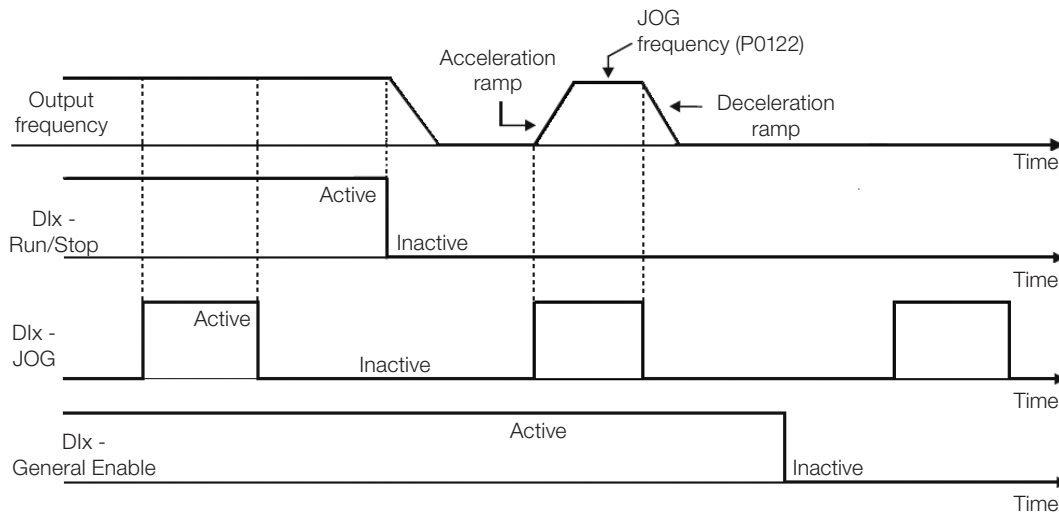 JOG
frequency (P0122)
Acceleration
ramp
Output
frequency
Deceleration
ramp
Time
Active
DIx -
Run/Stop
Inactive
Time
Active
DIx -
JOG
Inactive
Time
Active
DIx -
General Enable
Inactive
Time